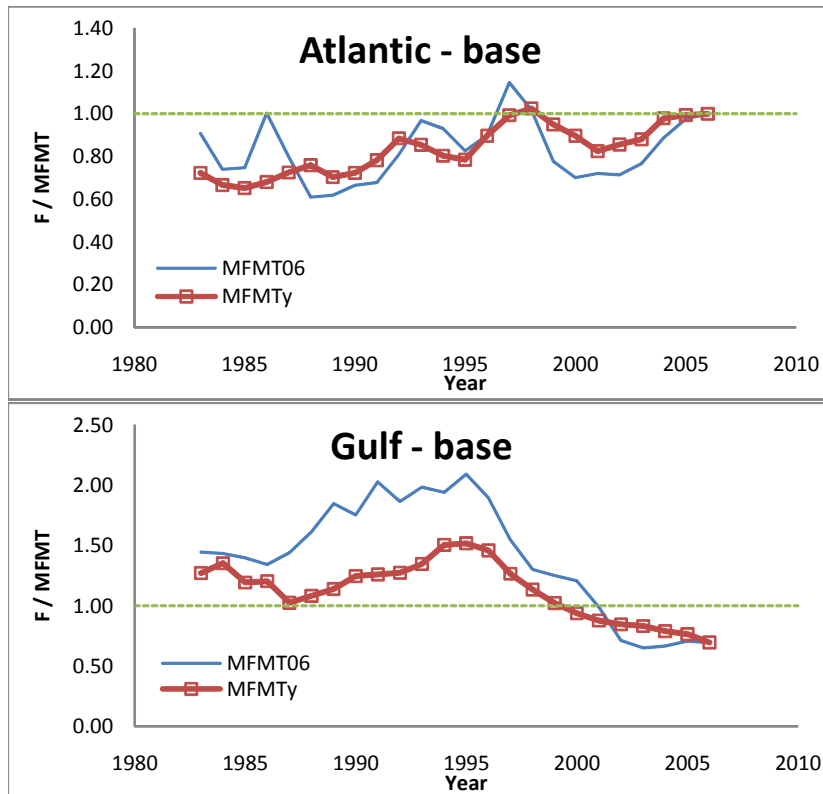 Atlantic - base
1.40
1.20
1.00
0.80
0.60
0.40
0.20
0.00
F / MFMT
MFMT06
MFMTy
1980 1985 1990 1995 2000 2005 2010
Year
Gulf - base
2.50
2.00
1.50
1.00
0.50
0.00
F / MFMT
MFMT06
MFMTy
1980 1985 1990 1995 2000 2005 2010
Year